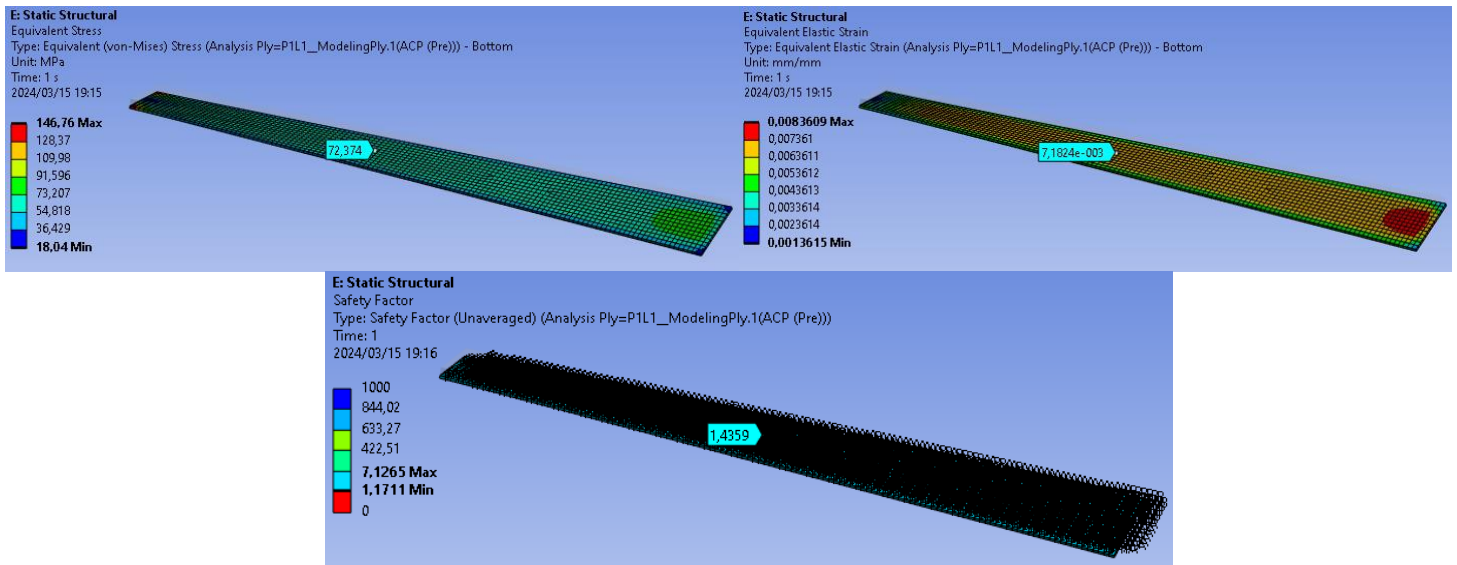 E: Static Structural
Equivalent Stress
Type: Equivalent (von-Mises) Stress (Analysis Ply=P1L1__ModelingPly.1(ACP (Pre))) - Bottom
Unit: MPa
Time: 1 s
2024/03/15 19:15
146,76 Max
128,37
109,98
91,596
73,207
54,818
36,429
18,04 Min
72,374
E: Static Structural
Equivalent Elastic Strain
Type: Equivalent Elastic Strain (Analysis Ply=P1L1__ModelingPly.1(ACP (Pre))) - Bottom
Unit: mm/mm
Time: 1 s
2024/03/15 19:15
0,0083609 Max
0,007361
0,0063611
0,0053612
0,0043613
0,0033614
0,0023614
0,0013615 Min
7,1824e-003
E: Static Structural
Safety Factor
Type: Safety Factor (Unaveraged) (Analysis Ply=P1L1__ModelingPly.1(ACP (Pre)))
Time: 1
2024/03/15 19:16
1000
844,02
633,27
422,51
7,1265 Max
1,1711 Min
0
1,4359